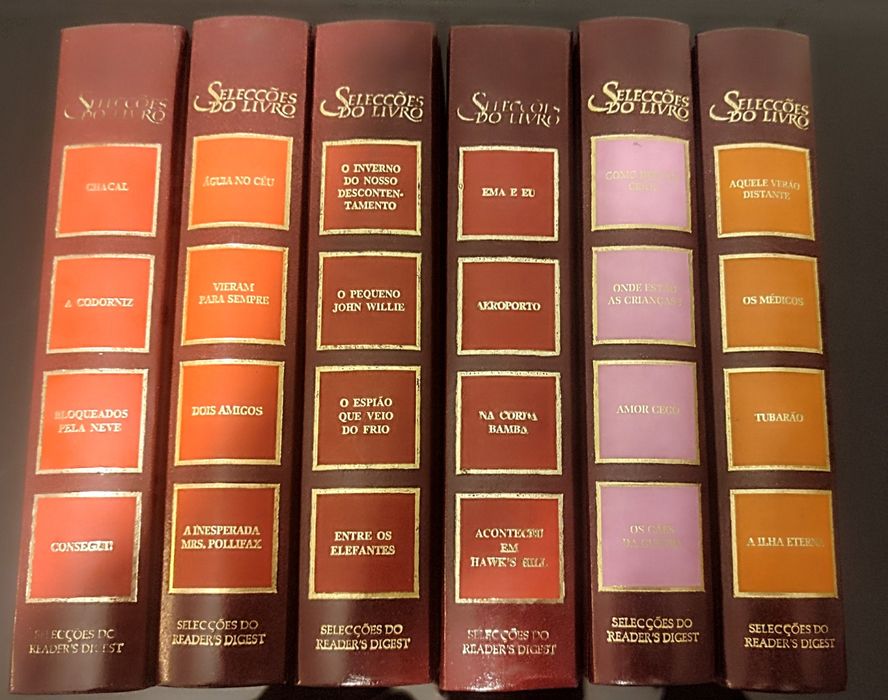 SELECÇÕES
DO LIVRO
CHACAL
A CODORNIZ
BLOQUEADOS
PELA NEVE
CONSEGUI!
SELECÇÕES DO
READER'S DIGEST
SELECÇÕES
DO LIVRO
ÁGUIA NO CÉU
VIERAM
PARA SEMPRE
DOIS AMIGOS
A INESPERADA
MRS. POLLIFAX
SELECÇÕES DO
READER'S DIGEST
SELECÇÕES
DO LIVRO
O INVERNO
DO NOSSO
DESCONTEN-
TAMENTO
O PEQUENO
JOHN WILLIE
O ESPIÃO
QUE VEIO
DO FRIO
ENTRE OS
ELEFANTES
SELECÇÕES DO
READER'S DIGEST
SELECÇÕES
DO LIVRO
EMA E EU
AEROPORTO
NA CORDA
BAMBA
ACONTECEU
EM
HAWK'S HILL
SELECÇÕES DO
READER'S DIGEST
SELECÇÕES
DO LIVRO
COMO
ONDE ESTÃO
AS CRIANÇAS?
AMOR CEGO
OS CÃES
DA GUERRA
SELECÇÕES DO
READER'S DIGEST
SELECÇÕES
DO LIVRO
AQUELE VERÃO
DISTANTE
OS MÉDICOS
TUBARÃO
A ILHA ETERNA
SELECÇÕES DO
READER'S DIGEST